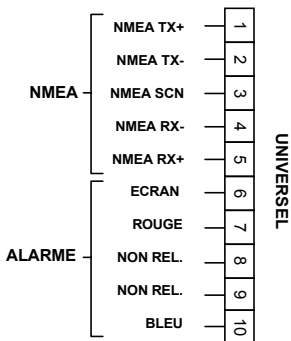 NMEA TX+ 1
NMEA TX- 2
NMEA NMEA SCN 3
NMEA RX- 4
NMEA RX+ 5
UNIVERSEL
ECRAN 6
ROUGE 7
ALARME NON REL. 8
NON REL. 9
BLEU 10